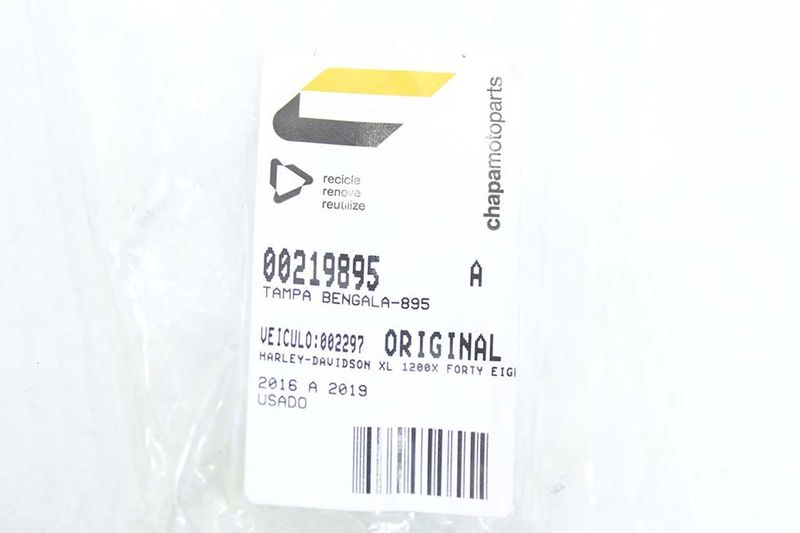 chapamotoparts
recicle
renove
reutilize
00219895 A
TAMPA BENGALA-895
VEICULO:002297 ORIGINAL
HARLEY-DAVIDSON XL 1200X FORTY EIGH
2016 A 2019
USADO